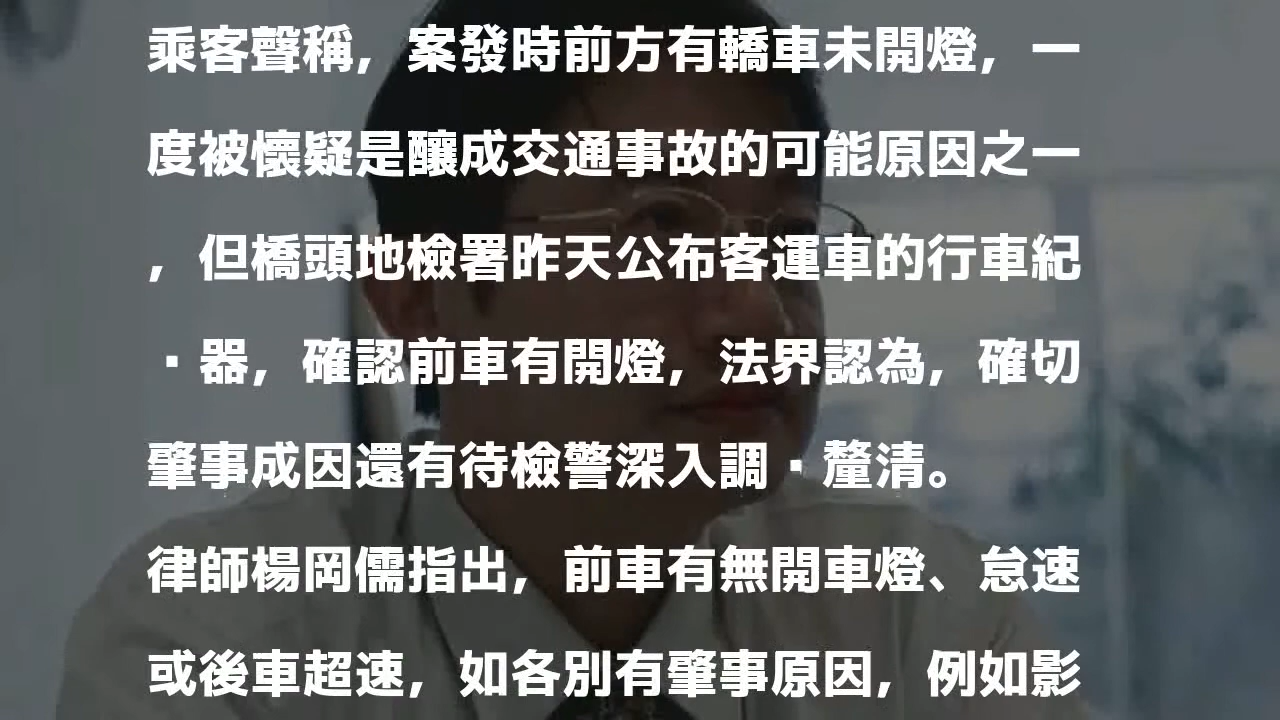 乘客聲稱，案發時前方有轎車未開燈，一
度被懷疑是釀成交通事故的可能原因之一
，但橋頭地檢署昨天公布客運車的行車紀
·器，確認前車有開燈，法界認為，確切
肇事成因還有待檢警深入調·釐清。
律師楊岡儒指出，前車有無開車燈、怠速
或後車超速，如各別有肇事原因，例如影